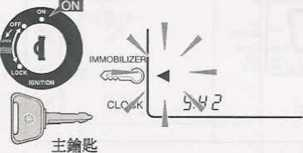 ON
ON
OFF
LOCK
IGNITION
IMMOBILIZER
CLOCK
9:42
主鑰匙